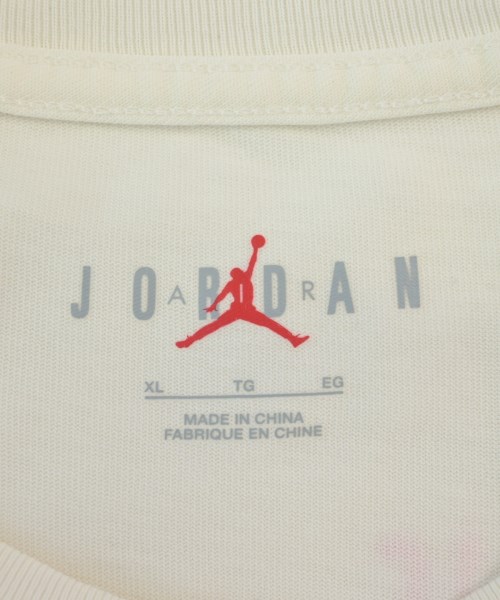 JORDAN
AIR
XL TG EG
MADE IN CHINA
FABRIQUE EN CHINE